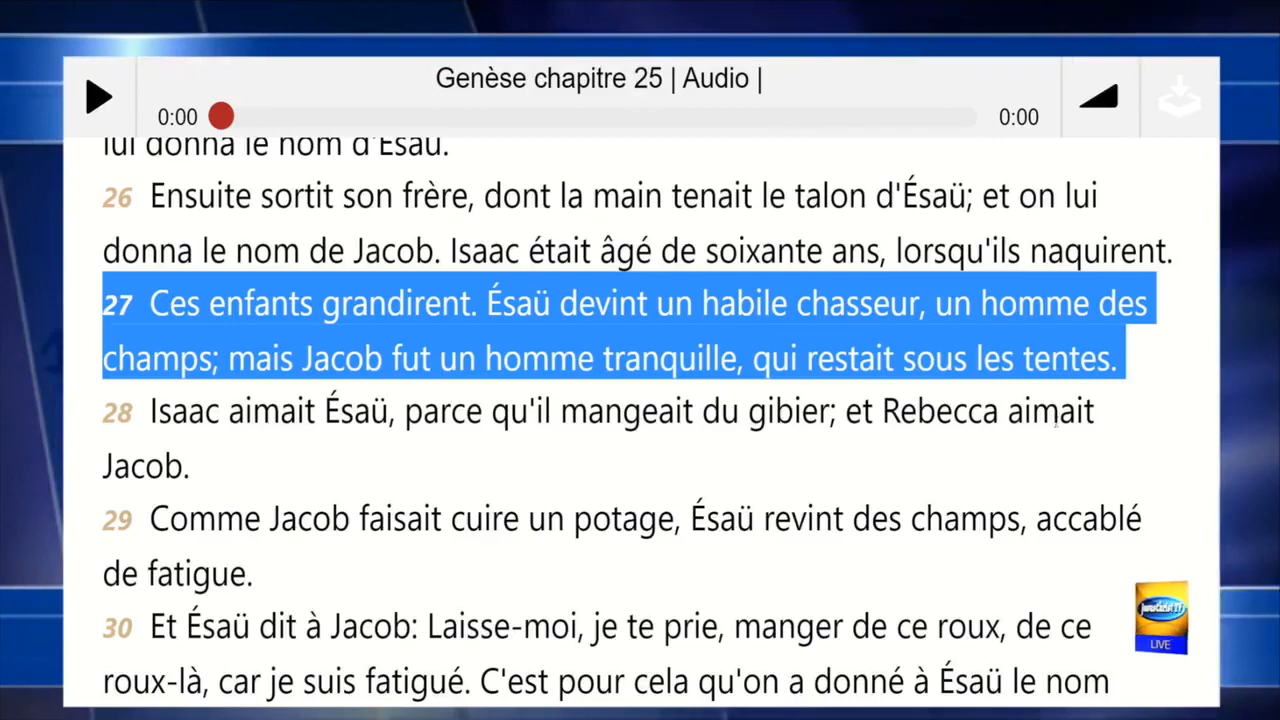 Genèse chapitre 25 | Audio |
0:00
0:00
lui donna le nom d'Ésaü.
26 Ensuite sortit son frère, dont la main tenait le talon d'Ésaü; et on lui
donna le nom de Jacob. Isaac était âgé de soixante ans, lorsqu'ils naquirent.
27 Ces enfants grandirent. Ésaü devint un habile chasseur, un homme des
champs; mais Jacob fut un homme tranquille, qui restait sous les tentes.
28 Isaac aimait Ésaü, parce qu'il mangeait du gibier; et Rebecca aimait
Jacob.
29 Comme Jacob faisait cuire un potage, Ésaü revint des champs, accablé
de fatigue.
30 Et Ésaü dit à Jacob: Laisse-moi, je te prie, manger de ce roux, de ce
roux-là, car je suis fatigué. C'est pour cela qu'on a donné à Ésaü le nom
LIVE